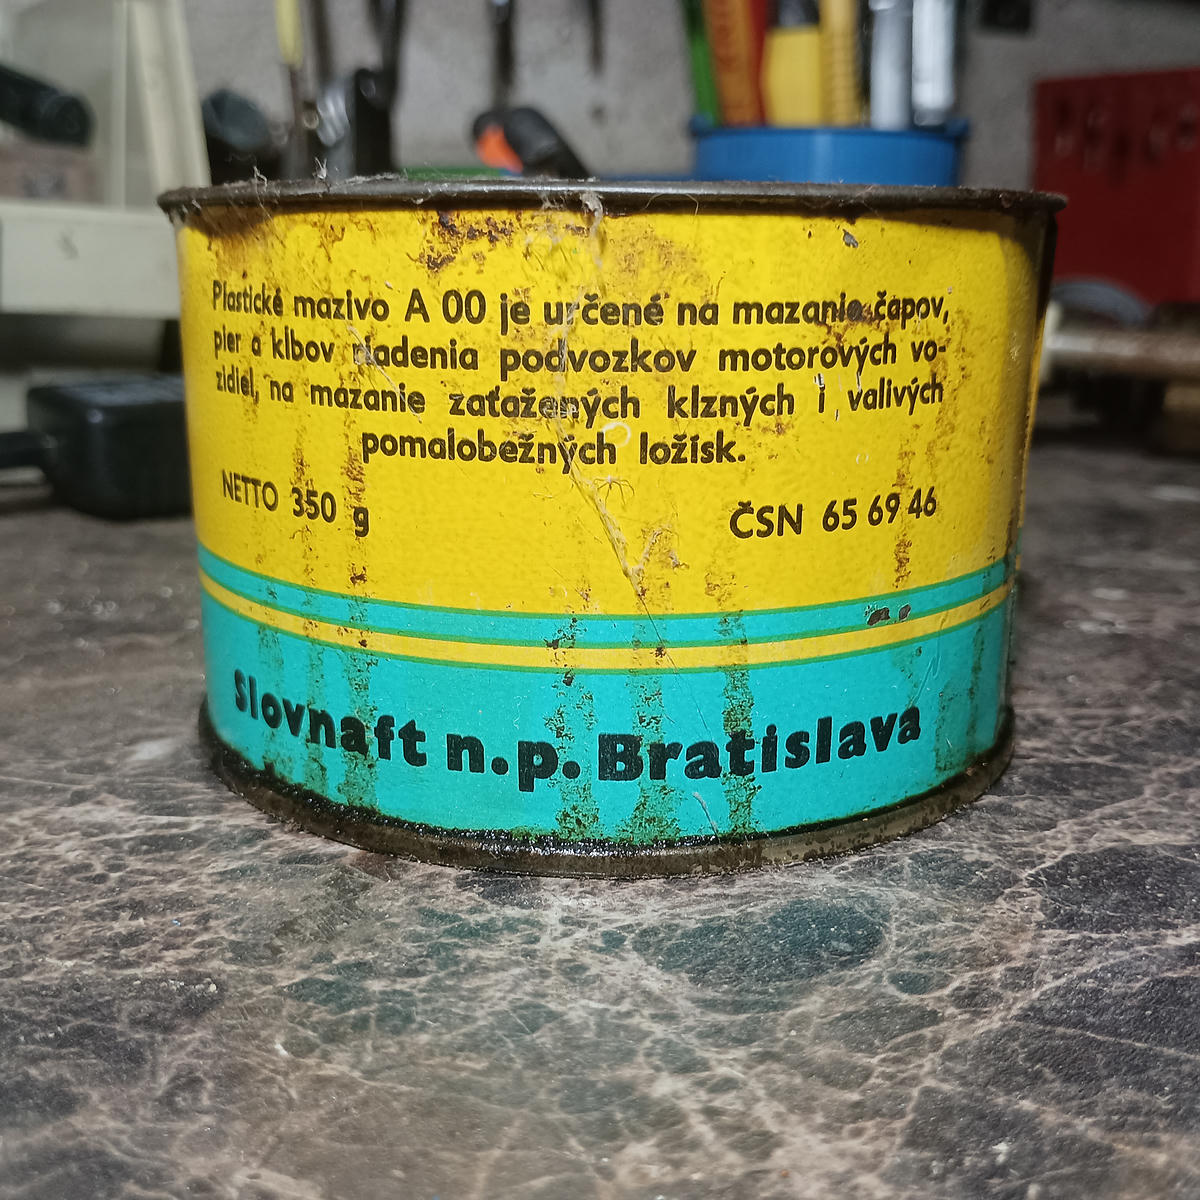 Plastické mazivo A 00 je určené na mazanie čapov,
pier a kĺbov riadenia podvozkov motorových vo-
zidiel, na mazanie zaťažených klzných i valivých
pomalobežných ložísk.
NETTO 350 g
ČSN 65 69 46
Slovnaft n.p. Bratislava